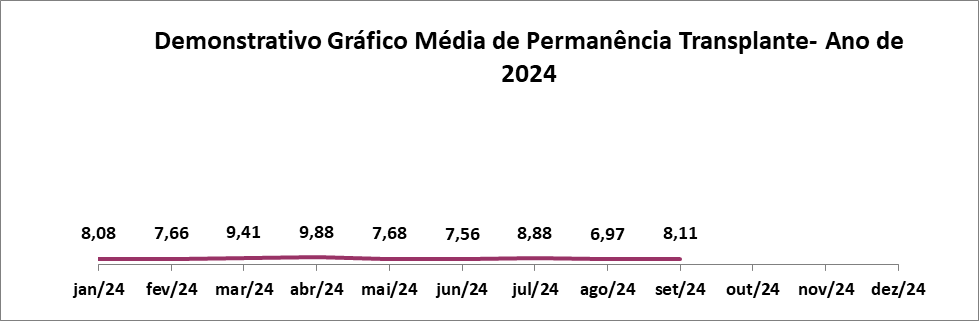 Demonstrativo Gráfico Média de Permanência Transplante- Ano de
2024
8,08 7,66 9,41 9,88 7,68 7,56 8,88 6,97 8,11
jan/24 fev/24 mar/24 abr/24 mai/24 jun/24 jul/24 ago/24 set/24 out/24 nov/24 dez/24